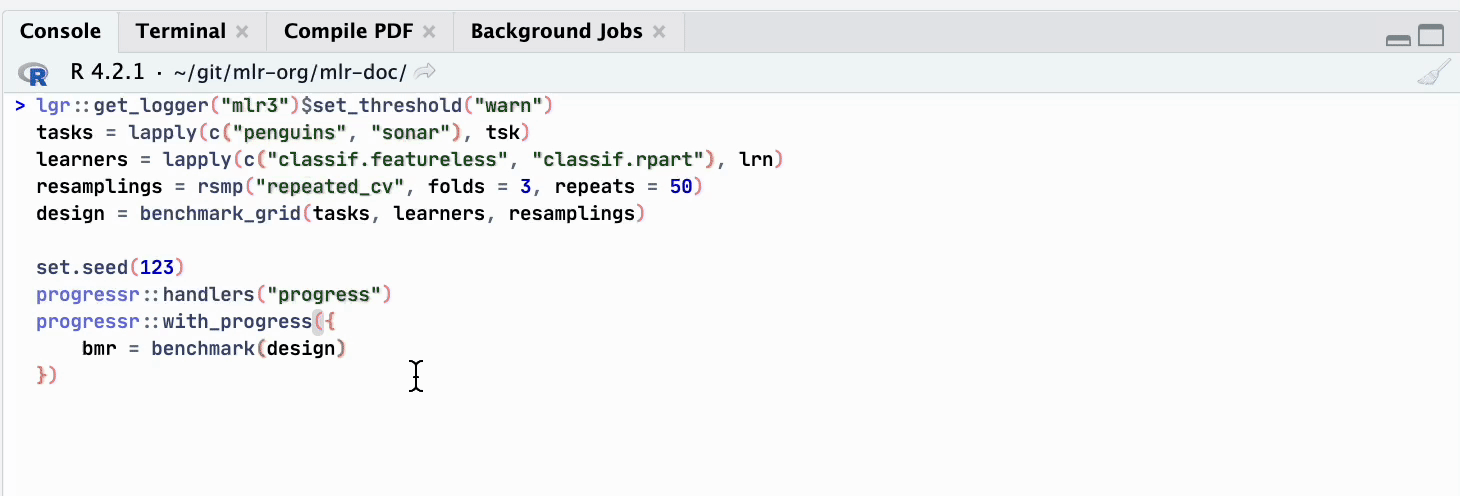 Console Terminal × Compile PDF × Background Jobs ×
R R 4.2.1 · ~/git/mlr-org/mlr-doc/
> lgr::get_logger("mlr3")$set_threshold("warn")
tasks = lapply(c("penguins", "sonar"), tsk)
learners = lapply(c("classif.featureless", "classif.rpart"), lrn)
resamplings = rsmp("repeated_cv", folds = 3, repeats = 50)
design = benchmark_grid(tasks, learners, resamplings)
set.seed(123)
progressr::handlers("progress")
progressr::with_progress({
    bmr = benchmark(design)
})